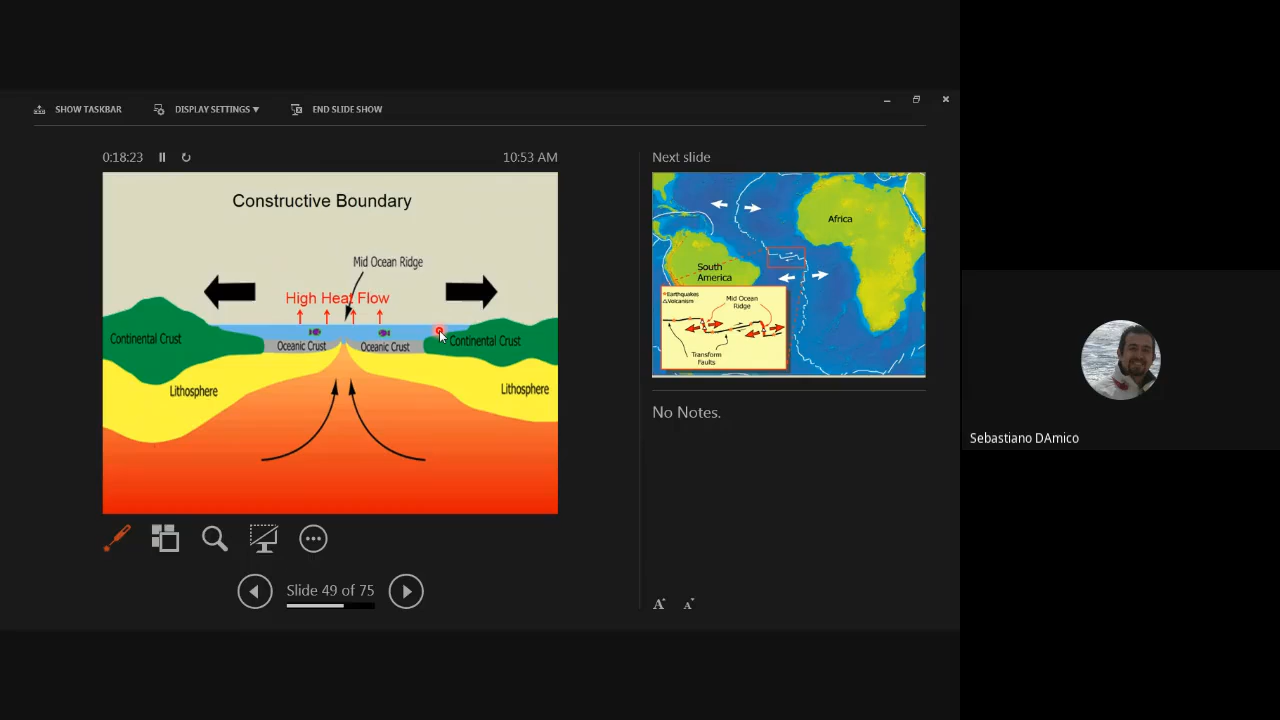 SHOW TASKBAR
DISPLAY SETTINGS
END SLIDE SHOW
0:18:23
10:53 AM
Next slide
Constructive Boundary
Mid Ocean Ridge
High Heat Flow
Continental Crust
Oceanic Crust
Oceanic Crust
Continental Crust
Lithosphere
Lithosphere
Africa
South
America
Earthquakes
Volcanism
Mid Ocean
Ridge
Transform
Faults
No Notes.
Sebastiano DAmico
Slide 49 of 75
A A